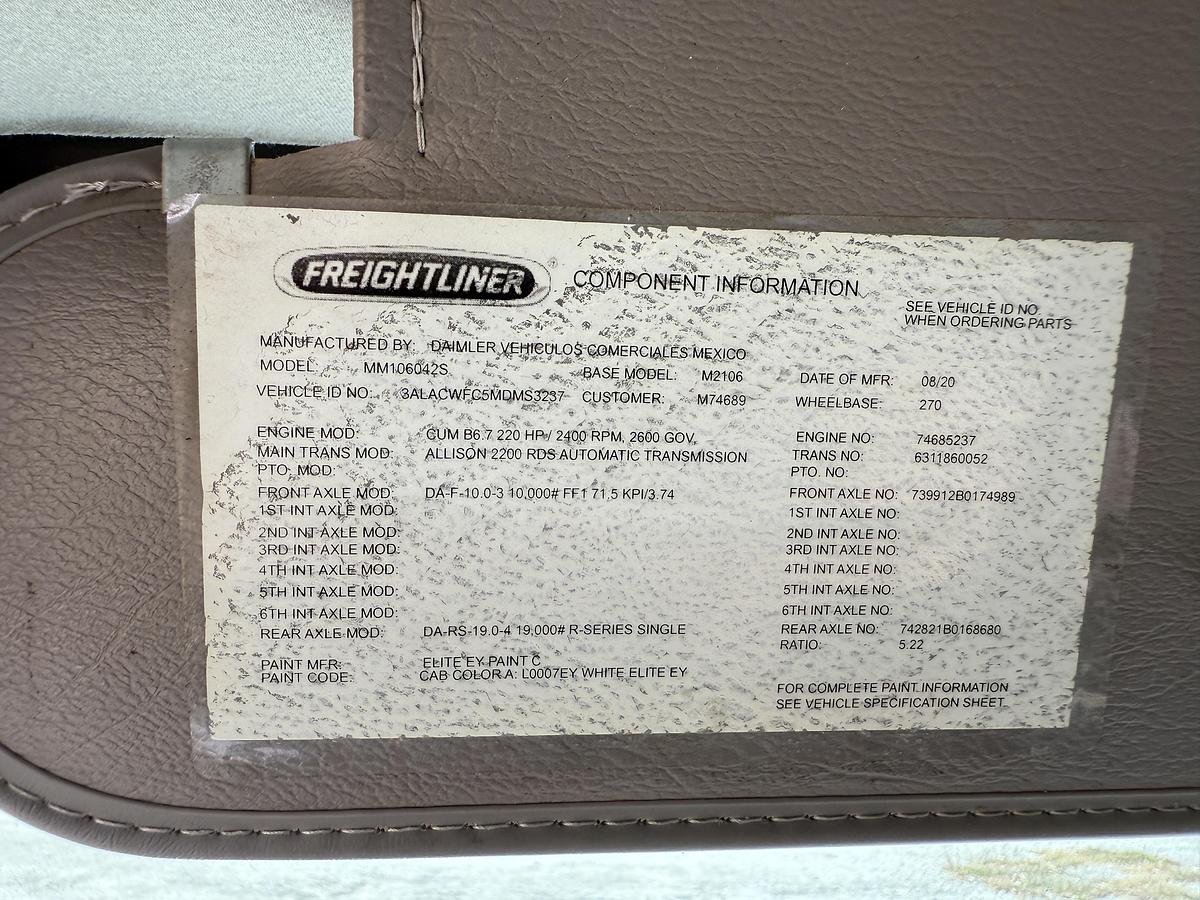 FREIGHTLINER ® COMPONENT INFORMATION
SEE VEHICLE ID NO.
WHEN ORDERING PARTS
MANUFACTURED BY: DAIMLER VEHICULOS COMERCIALES MEXICO
MODEL: MM106042S BASE MODEL: M2106 DATE OF MFR: 08/20
VEHICLE ID NO: 3ALACWFC5MDMS3237 CUSTOMER: M74689 WHEELBASE: 270
ENGINE MOD: CUM B6.7 220 HP / 2400 RPM, 2600 GOV, ENGINE NO: 74685237
MAIN TRANS MOD: ALLISON 2200 RDS AUTOMATIC TRANSMISSION TRANS NO: 6311860052
PTO. MOD: PTO. NO:
FRONT AXLE MOD: DA-F-10.0-3 10,000# FF1 71.5 KPI/3.74 FRONT AXLE NO: 739912B0174989
1ST INT AXLE MOD: 1ST INT AXLE NO:
2ND INT AXLE MOD: 2ND INT AXLE NO:
3RD INT AXLE MOD: 3RD INT AXLE NO:
4TH INT AXLE MOD: 4TH INT AXLE NO:
5TH INT AXLE MOD: 5TH INT AXLE NO:
6TH INT AXLE MOD: 6TH INT AXLE NO:
REAR AXLE MOD: DA-RS-19.0-4 19,000# R-SERIES SINGLE REAR AXLE NO: 742821B0168680
RATIO: 5.22
PAINT MFR: ELITE EY PAINT C
PAINT CODE: CAB COLOR A: L0007EY WHITE ELITE EY
FOR COMPLETE PAINT INFORMATION
SEE VEHICLE SPECIFICATION SHEET.